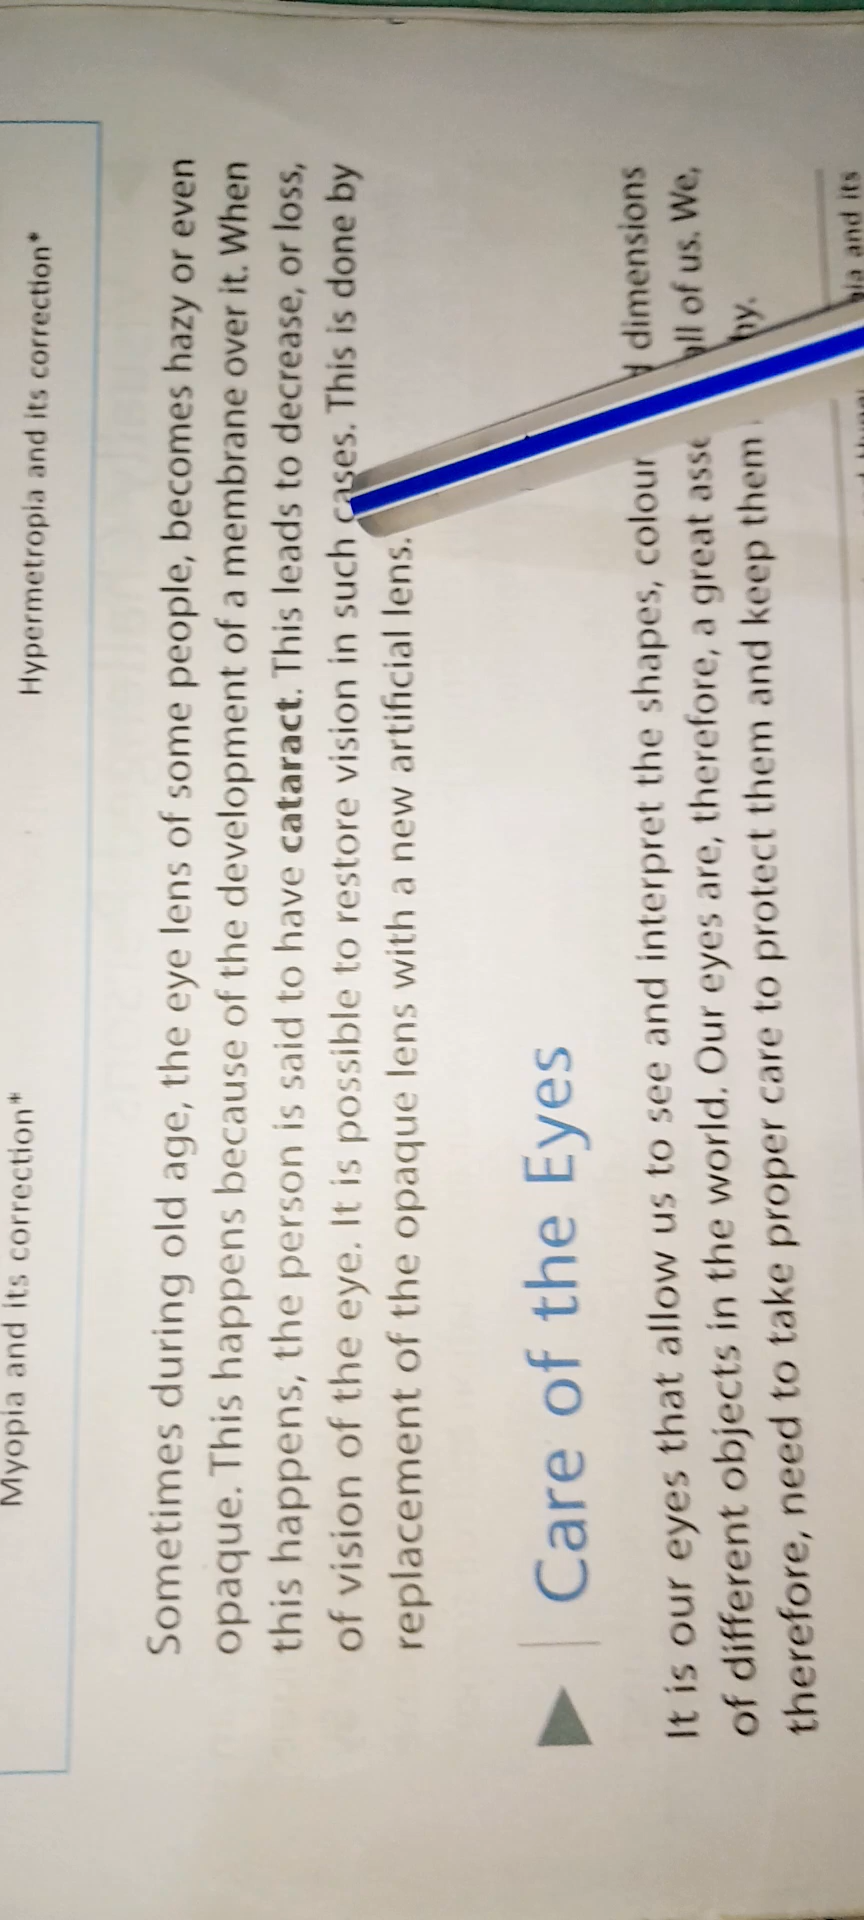 Myopia and its correction* Hypermetropia and its correction*
Sometimes during old age, the eye lens of some people, becomes hazy or even
opaque. This happens because of the development of a membrane over it. When
this happens, the person is said to have cataract. This leads to decrease, or loss,
of vision of the eye. It is possible to restore vision in such cases. This is done by
replacement of the opaque lens with a new artificial lens.
Care of the Eyes
It is our eyes that allow us to see and interpret the shapes, colour dimensions
of different objects in the world. Our eyes are, therefore, a great all of us. We,
therefore, need to take proper care to protect them and keep them
and its